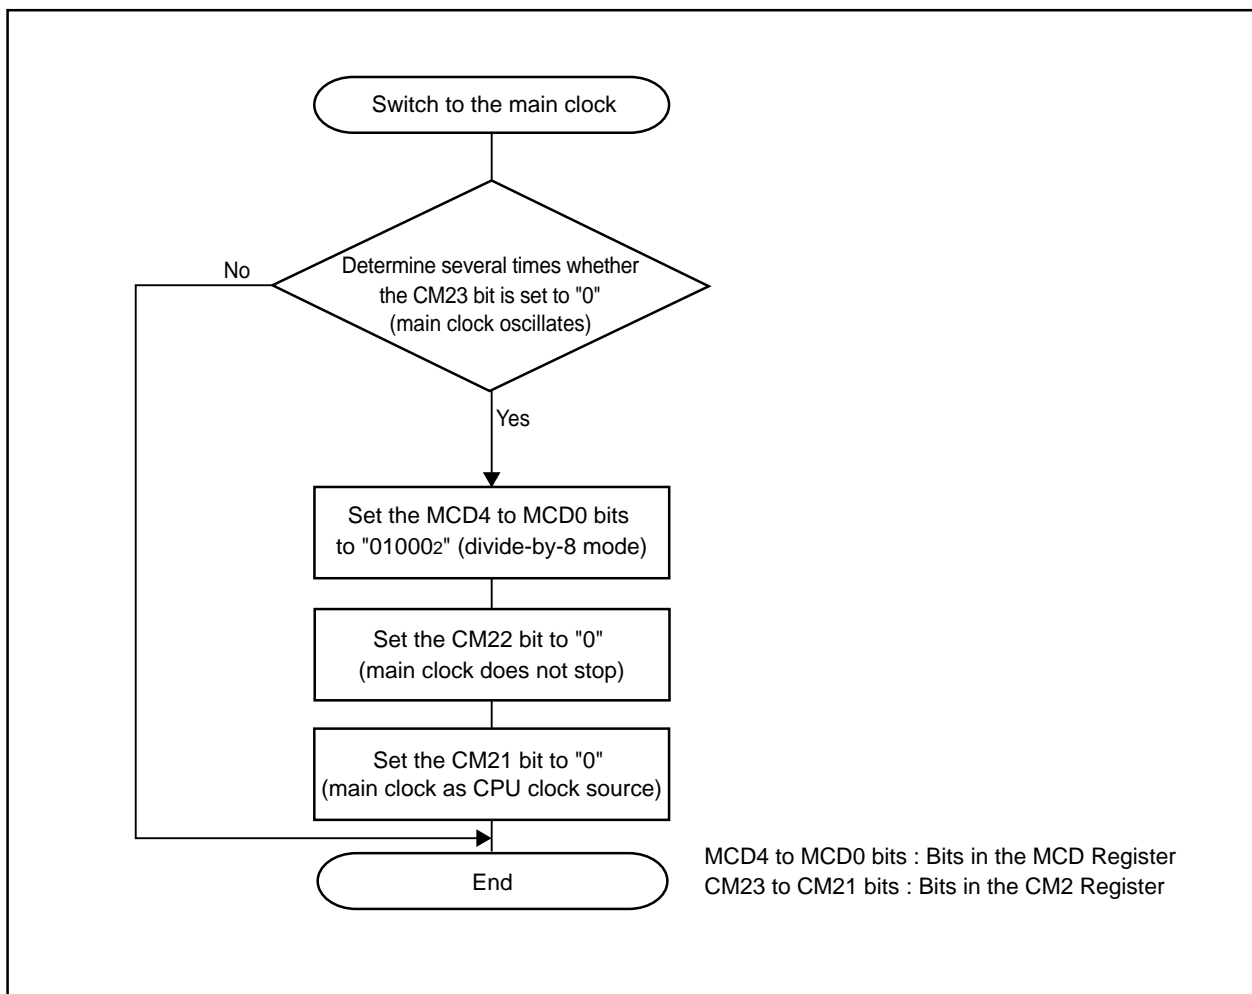 Switch to the main clock
No
Determine several times whether
the CM23 bit is set to "0"
(main clock oscillates)
Yes
Set the MCD4 to MCD0 bits
to "010002" (divide-by-8 mode)
Set the CM22 bit to "0"
(main clock does not stop)
Set the CM21 bit to "0"
(main clock as CPU clock source)
End
MCD4 to MCD0 bits : Bits in the MCD Register
CM23 to CM21 bits : Bits in the CM2 Register